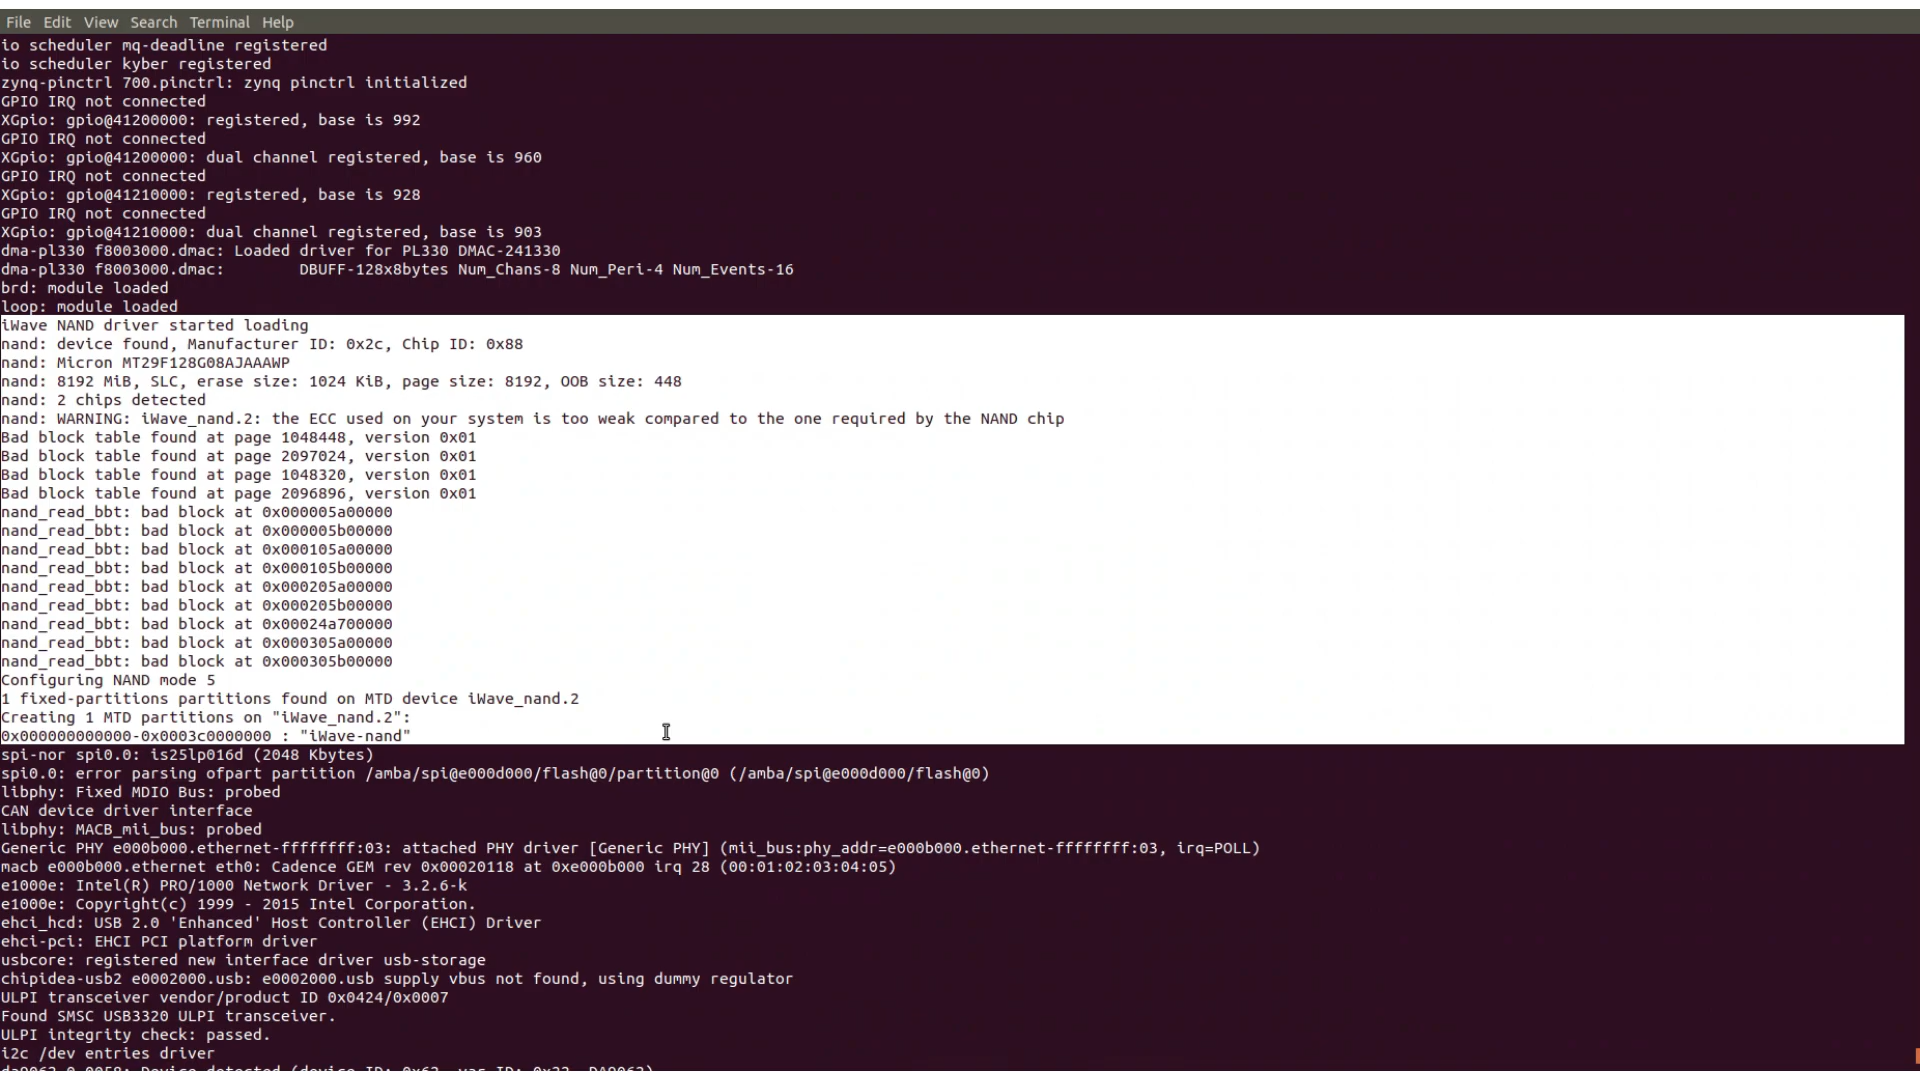 File Edit View Search Terminal Help
io scheduler mq-deadline registered
io scheduler kyber registered
zynq-pinctrl 700.pinctrl: zynq pinctrl initialized
GPIO IRQ not connected
XGpio: gpio@41200000: registered, base is 992
GPIO IRQ not connected
XGpio: gpio@41200000: dual channel registered, base is 960
GPIO IRQ not connected
XGpio: gpio@41210000: registered, base is 928
GPIO IRQ not connected
XGpio: gpio@41210000: dual channel registered, base is 903
dma-pl330 f8003000.dmac: Loaded driver for PL330 DMAC-241330
dma-pl330 f8003000.dmac:        DBUFF-128x8bytes Num_Chans-8 Num_Peri-4 Num_Events-16
brd: module loaded
loop: module loaded
iWave NAND driver started loading
nand: device found, Manufacturer ID: 0x2c, Chip ID: 0x88
nand: Micron MT29F128G08AJAAAWP
nand: 8192 MiB, SLC, erase size: 1024 KiB, page size: 8192, OOB size: 448
nand: 2 chips detected
nand: WARNING: iWave_nand.2: the ECC used on your system is too weak compared to the one required by the NAND chip
Bad block table found at page 1048448, version 0x01
Bad block table found at page 2097024, version 0x01
Bad block table found at page 1048320, version 0x01
Bad block table found at page 2096896, version 0x01
nand_read_bbt: bad block at 0x000005a00000
nand_read_bbt: bad block at 0x000005b00000
nand_read_bbt: bad block at 0x000105a00000
nand_read_bbt: bad block at 0x000105b00000
nand_read_bbt: bad block at 0x000205a00000
nand_read_bbt: bad block at 0x000205b00000
nand_read_bbt: bad block at 0x00024a700000
nand_read_bbt: bad block at 0x000305a00000
nand_read_bbt: bad block at 0x000305b00000
Configuring NAND mode 5
1 fixed-partitions partitions found on MTD device iWave_nand.2
Creating 1 MTD partitions on "iWave_nand.2":
0x000000000000-0x0003c0000000 : "iWave-nand"
spi-nor spi0.0: is25lp016d (2048 Kbytes)
spi0.0: error parsing ofpart partition /amba/spi@e000d000/flash@0/partition@0 (/amba/spi@e000d000/flash@0)
libphy: Fixed MDIO Bus: probed
CAN device driver interface
libphy: MACB_mii_bus: probed
Generic PHY e000b000.ethernet-ffffffff:03: attached PHY driver [Generic PHY] (mii_bus:phy_addr=e000b000.ethernet-ffffffff:03, irq=POLL)
macb e000b000.ethernet eth0: Cadence GEM rev 0x00020118 at 0xe000b000 irq 28 (00:01:02:03:04:05)
e1000e: Intel(R) PRO/1000 Network Driver - 3.2.6-k
e1000e: Copyright(c) 1999 - 2015 Intel Corporation.
ehci_hcd: USB 2.0 'Enhanced' Host Controller (EHCI) Driver
ehci-pci: EHCI PCI platform driver
usbcore: registered new interface driver usb-storage
chipidea-usb2 e0002000.usb: e0002000.usb supply vbus not found, using dummy regulator
ULPI transceiver vendor/product ID 0x0424/0x0007
Found SMSC USB3320 ULPI transceiver.
ULPI integrity check: passed.
i2c /dev entries driver
Device detected (device ID: